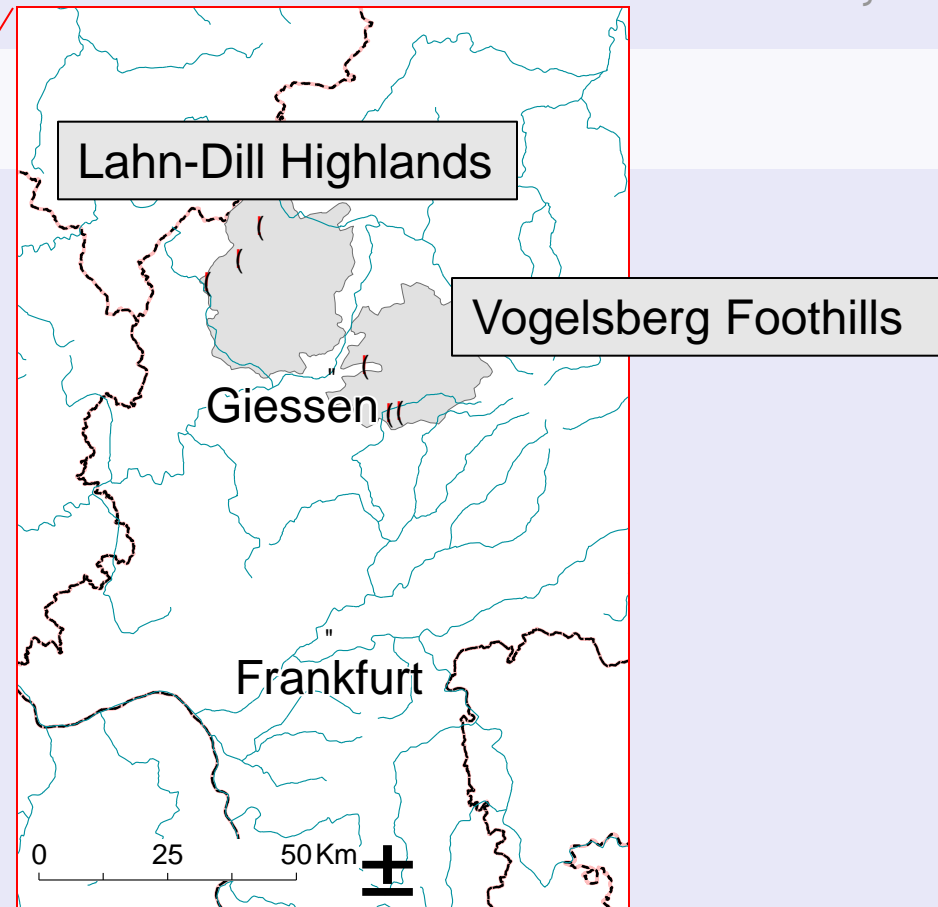 Lahn-Dill Highlands
Vogelsberg Foothills
"
Giessen
"
Frankfurt
0 25 50 Km
±